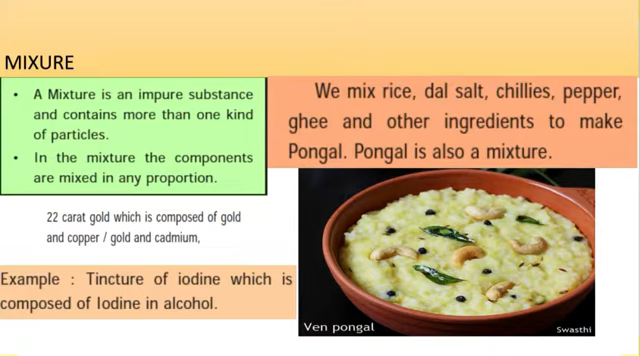 MIXURE
• A Mixture is an impure substance
and contains more than one kind
of particles.
• In the mixture the components
are mixed in any proportion.
We mix rice, dal salt, chillies, pepper,
ghee and other ingredients to make
Pongal. Pongal is also a mixture.
22 carat gold which is composed of gold
and copper / gold and cadmium,
Example : Tincture of iodine which is
composed of Iodine in alcohol.
Ven pongal
Swasthi